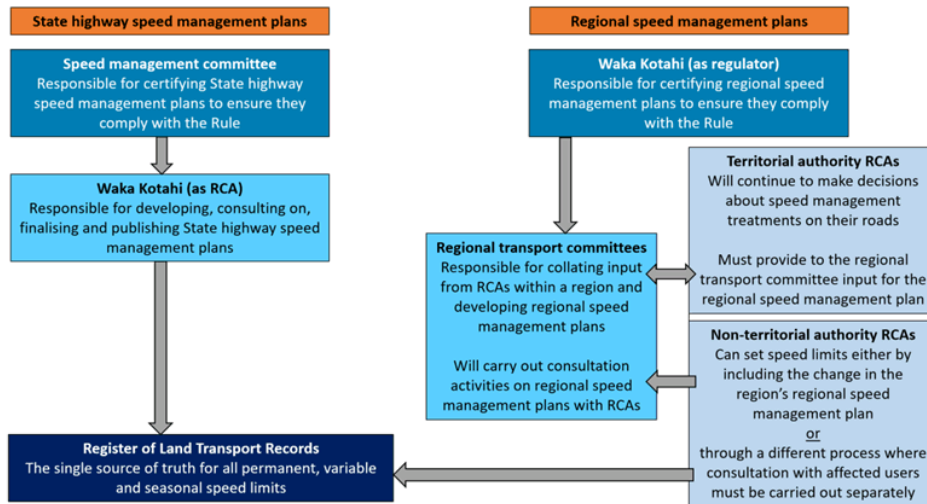 State highway speed management plans
Speed management committee
Responsible for certifying State highway
speed management plans to ensure they
comply with the Rule
Waka Kotahi (as RCA)
Responsible for developing, consulting on,
finalising and publishing State highway speed
management plans
Register of Land Transport Records
The single source of truth for all permanent, variable
and seasonal speed limits
Regional speed management plans
Waka Kotahi (as regulator)
Responsible for certifying regional speed
management plans to ensure they comply
with the Rule
Regional transport committees
Responsible for collating input
from RCAs within a region and
developing regional speed
management plans
Will carry out consultation
activities on regional speed
management plans with RCAs
Territorial authority RCAs
Will continue to make decisions
about speed management
treatments on their roads
Must provide to the regional
transport committee input for the
regional speed management plan
Non-territorial authority RCAs
Can set speed limits either by
including the change in the
region's regional speed
management plan
or
through a different process where
consultation with affected users
must be carried out separately